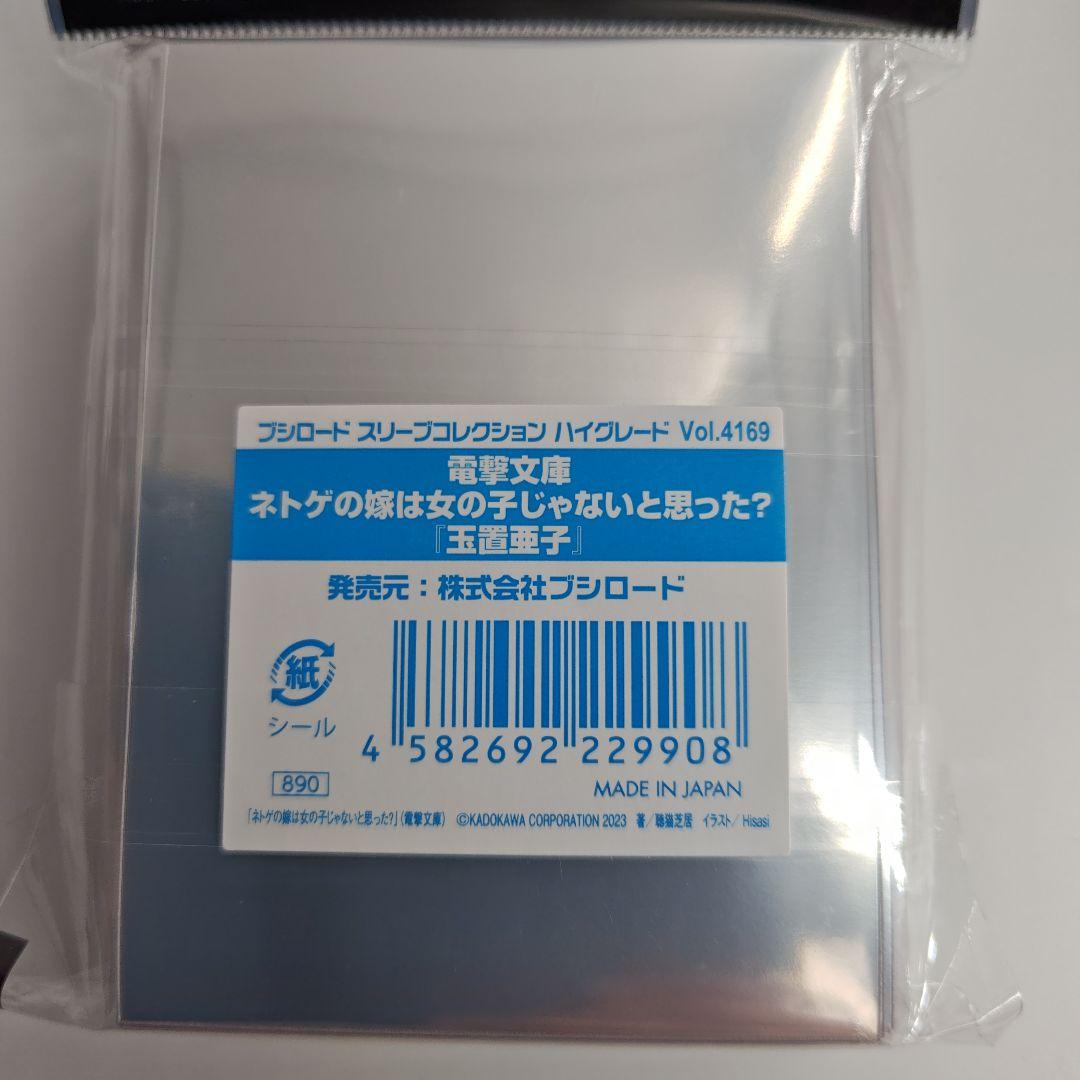 ブシロード スリーブコレクション ハイグレード Vol.4169
電撃文庫
ネトゲの嫁は女の子じゃないと思った?
『玉置亜子』
発売元:株式会社ブシロード
紙
シール
4 582692 229908
890
MADE IN JAPAN
「ネトゲの嫁は女の子じゃないと思った?」(電撃文庫) ©KADOKAWA CORPORATION 2023 著/聴猫芝居 イラスト/Hisasi